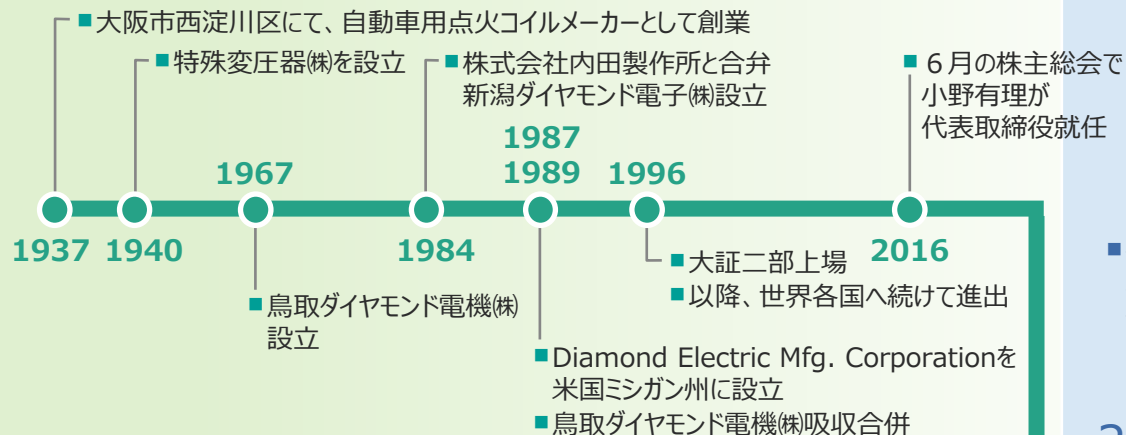 ■大阪市西淀川区にて、自動車用点火コイルメーカーとして創業
■特殊変圧器㈱を設立
■株式会社内田製作所と合弁
新潟ダイヤモンド電子㈱設立
■６月の株主総会で
小野有理が
代表取締役就任
1967
1987
1989
1996
1937
1940
1984
2016
■鳥取ダイヤモンド電機㈱
設立
■大証二部上場
■以降、世界各国へ続けて進出
■Diamond Electric Mfg. Corporationを
米国ミシガン州に設立
■鳥取ダイヤモンド電機㈱吸収合併